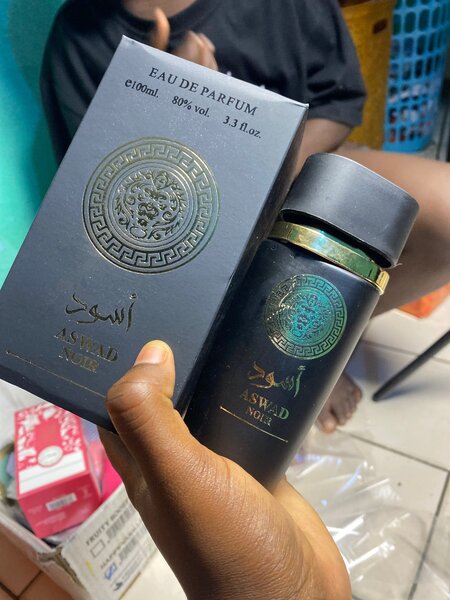 EAU DE PARFUM
e100ml. 80% vol. 3.3 fl.oz.
أسود
ASWAD
NOIR
أسود
ASWAD
NOIR